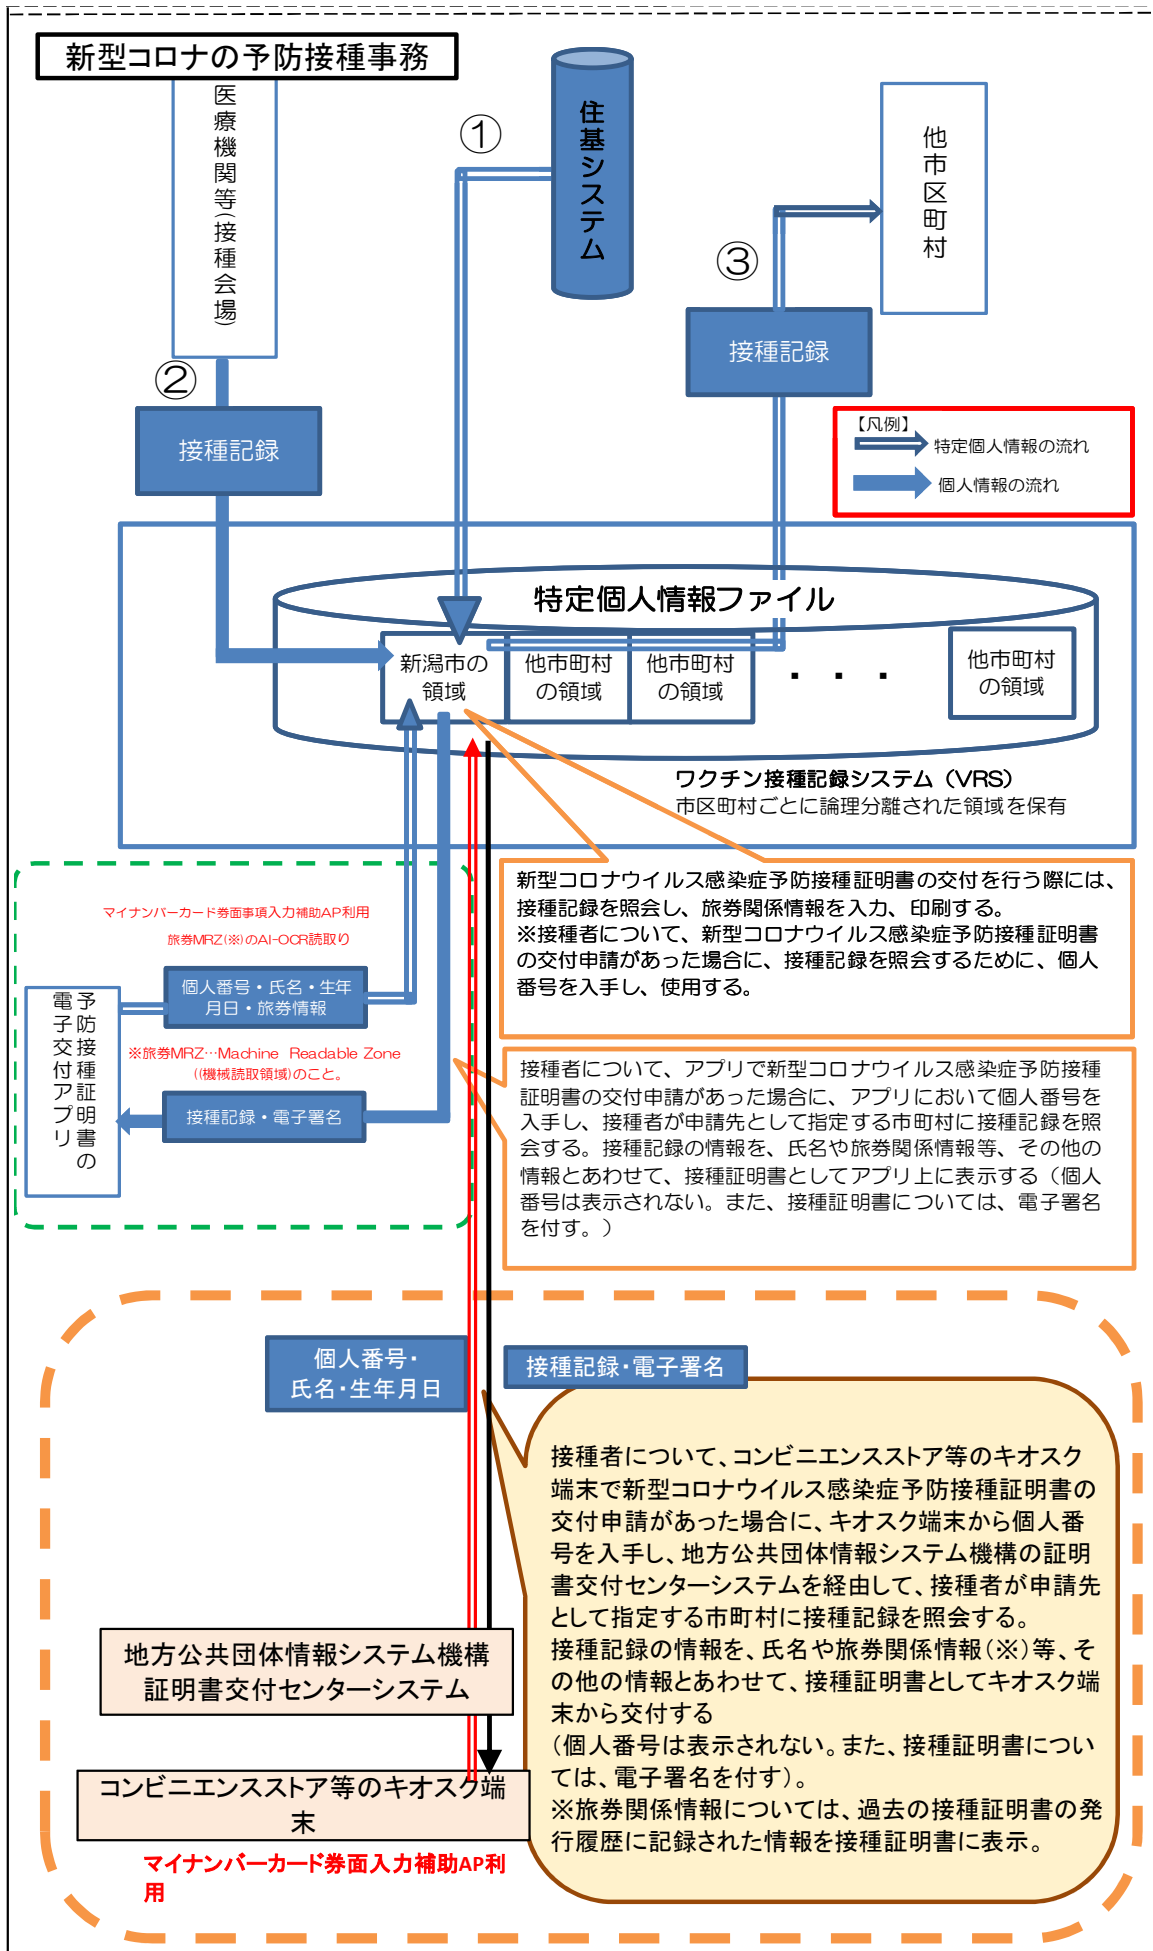 新型コロナの予防接種事務
医療機関等(接種会場)
①
住基システム
他市区町村
③
接種記録
②
接種記録
【凡例】
特定個人情報の流れ
個人情報の流れ
特定個人情報ファイル
新潟市の
領域
他市町村
の領域
他市町村
の領域
・・・
他市町村
の領域
ワクチン接種記録システム（VRS）
市区町村ごとに論理分離された領域を保有
新型コロナウイルス感染症予防接種証明書の交付を行う際には、
接種記録を照会し、旅券関係情報を入力、印刷する。
※接種者について、新型コロナウイルス感染症予防接種証明書
の交付申請があった場合に、接種記録を照会するために、個人
番号を入手し、使用する。
マイナンバーカード券面事項入力補助AP利用
旅券MRZ(※)のAI-OCR読取り
個人番号・氏名・生年
月日・旅券情報
予防接種証明書の
電子交付アプリ
※旅券MRZ…Machine Readable Zone
((機械読取領域)のこと。
接種記録・電子署名
接種者について、アプリで新型コロナウイルス感染症予防接種
証明書の交付申請があった場合に、アプリにおいて個人番号を
入手し、接種者が申請先として指定する市町村に接種記録を照
会する。接種記録の情報を、氏名や旅券関係情報等、その他の
情報とあわせて、接種証明書としてアプリ上に表示する（個人
番号は表示されない。また、接種証明書については、電子署名
を付す。）
個人番号・
氏名・生年月日
接種記録・電子署名
接種者について、コンビニエンスストア等のキオスク
端末で新型コロナウイルス感染症予防接種証明書の
交付申請があった場合に、キオスク端末から個人番
号を入手し、地方公共団体情報システム機構の証明
書交付センターシステムを経由して、接種者が申請先
として指定する市町村に接種記録を照会する。
接種記録の情報を、氏名や旅券関係情報(※)等、そ
の他の情報とあわせて、接種証明書としてキオスク端
末から交付する
(個人番号は表示されない。また、接種証明書につい
ては、電子署名を付す)。
※旅券関係情報については、過去の接種証明書の発
行履歴に記録された情報を接種証明書に表示。
地方公共団体情報システム機構
証明書交付センターシステム
コンビニエンスストア等のキオスク端
末
マイナンバーカード券面入力補助AP利
用